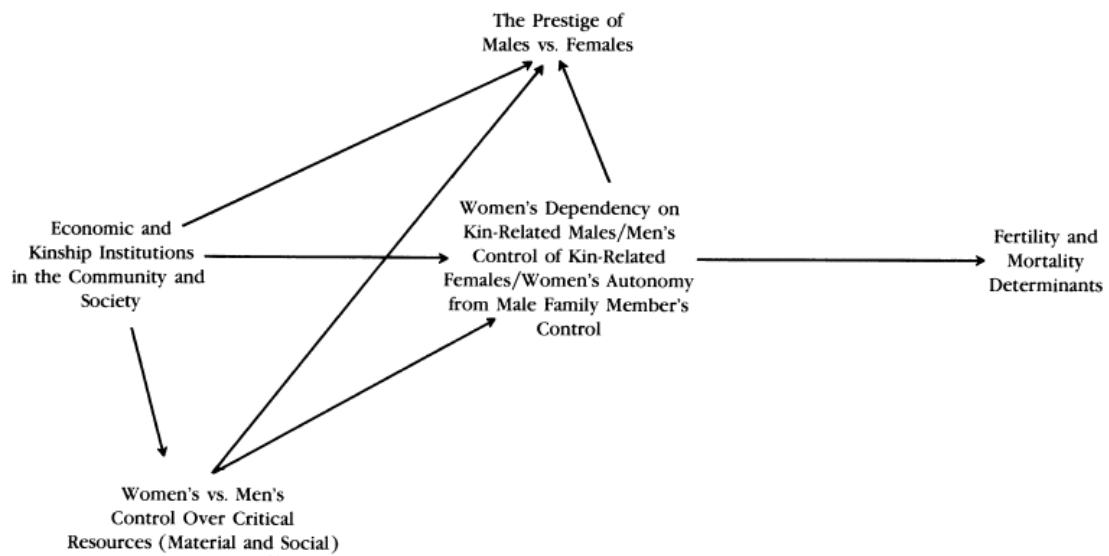 The Prestige of
Males vs. Females
Economic and
Kinship Institutions
in the Community and
Society
Women's Dependency on
Kin-Related Males/Men's
Control of Kin-Related
Females/Women's Autonomy
from Male Family Member's
Control
Fertility and
Mortality
Determinants
Women's vs. Men's
Control Over Critical
Resources (Material and Social)